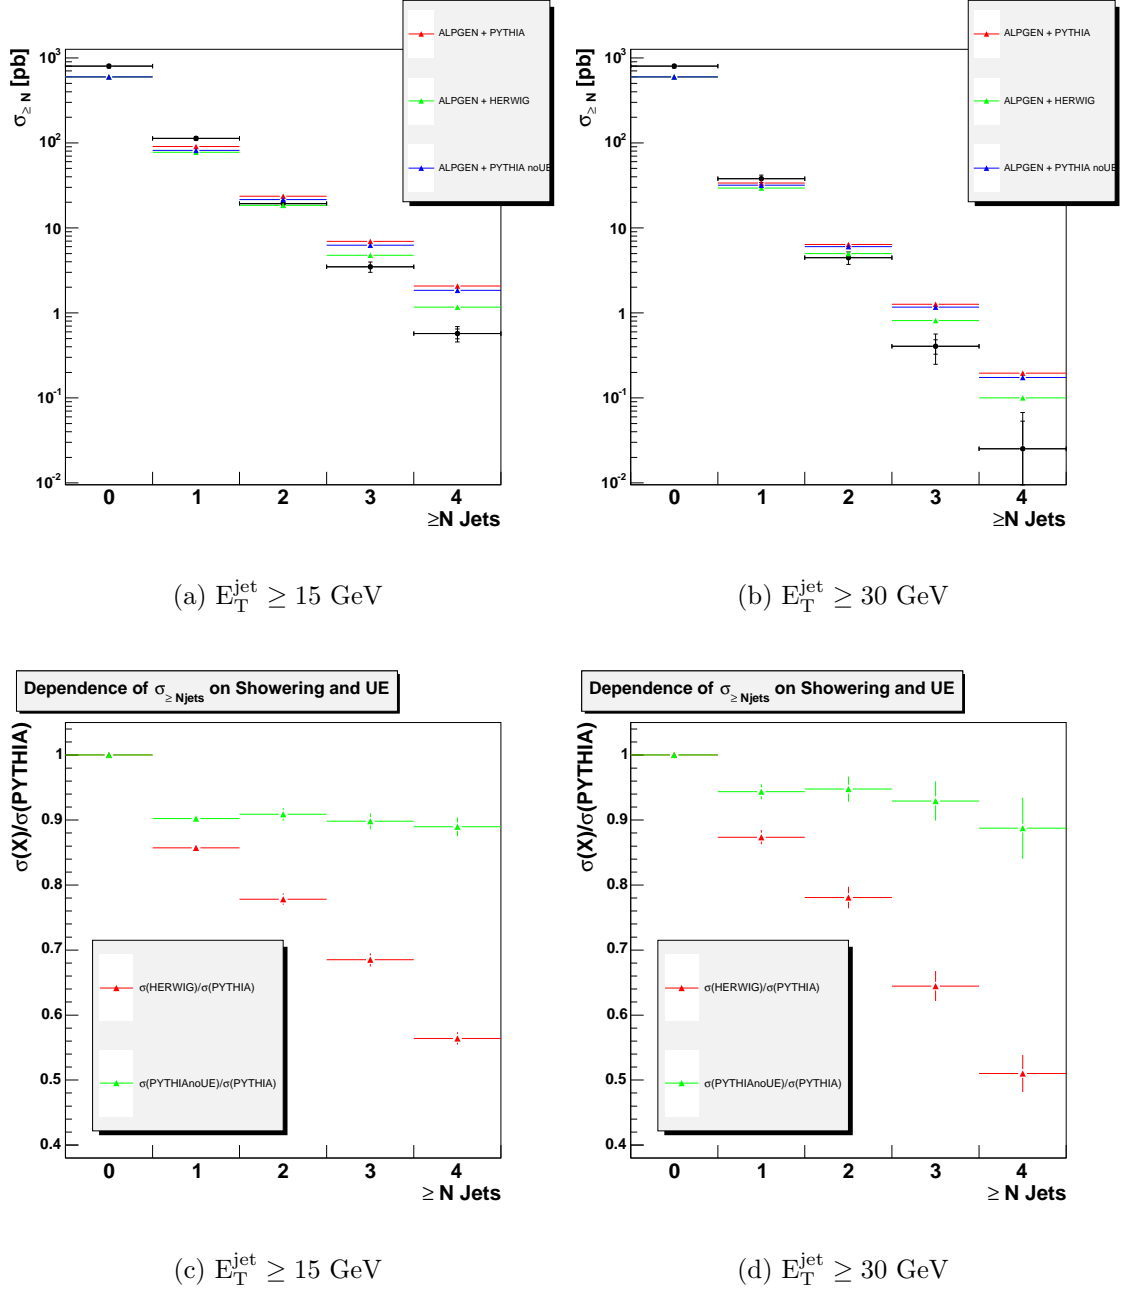 σ≥ N [pb]
10³
10²
10
1
10⁻¹
10⁻²
0 1 2 3 4
≥N Jets
ALPGEN + PYTHIA
ALPGEN + HERWIG
ALPGEN + PYTHIA noUE
(a) E_T^jet ≥ 15 GeV
σ≥ N [pb]
10³
10²
10
1
10⁻¹
10⁻²
0 1 2 3 4
≥N Jets
ALPGEN + PYTHIA
ALPGEN + HERWIG
ALPGEN + PYTHIA noUE
(b) E_T^jet ≥ 30 GeV
Dependence of σ≥ Njets on Showering and UE
σ(X)/σ(PYTHIA)
1
0.9
0.8
0.7
0.6
0.5
0.4
σ(HERWIG)/σ(PYTHIA)
σ(PYTHIAnoUE)/σ(PYTHIA)
0 1 2 3 4
≥ N Jets
(c) E_T^jet ≥ 15 GeV
Dependence of σ≥ Njets on Showering and UE
σ(X)/σ(PYTHIA)
1
0.9
0.8
0.7
0.6
0.5
0.4
σ(HERWIG)/σ(PYTHIA)
σ(PYTHIAnoUE)/σ(PYTHIA)
0 1 2 3 4
≥ N Jets
(d) E_T^jet ≥ 30 GeV